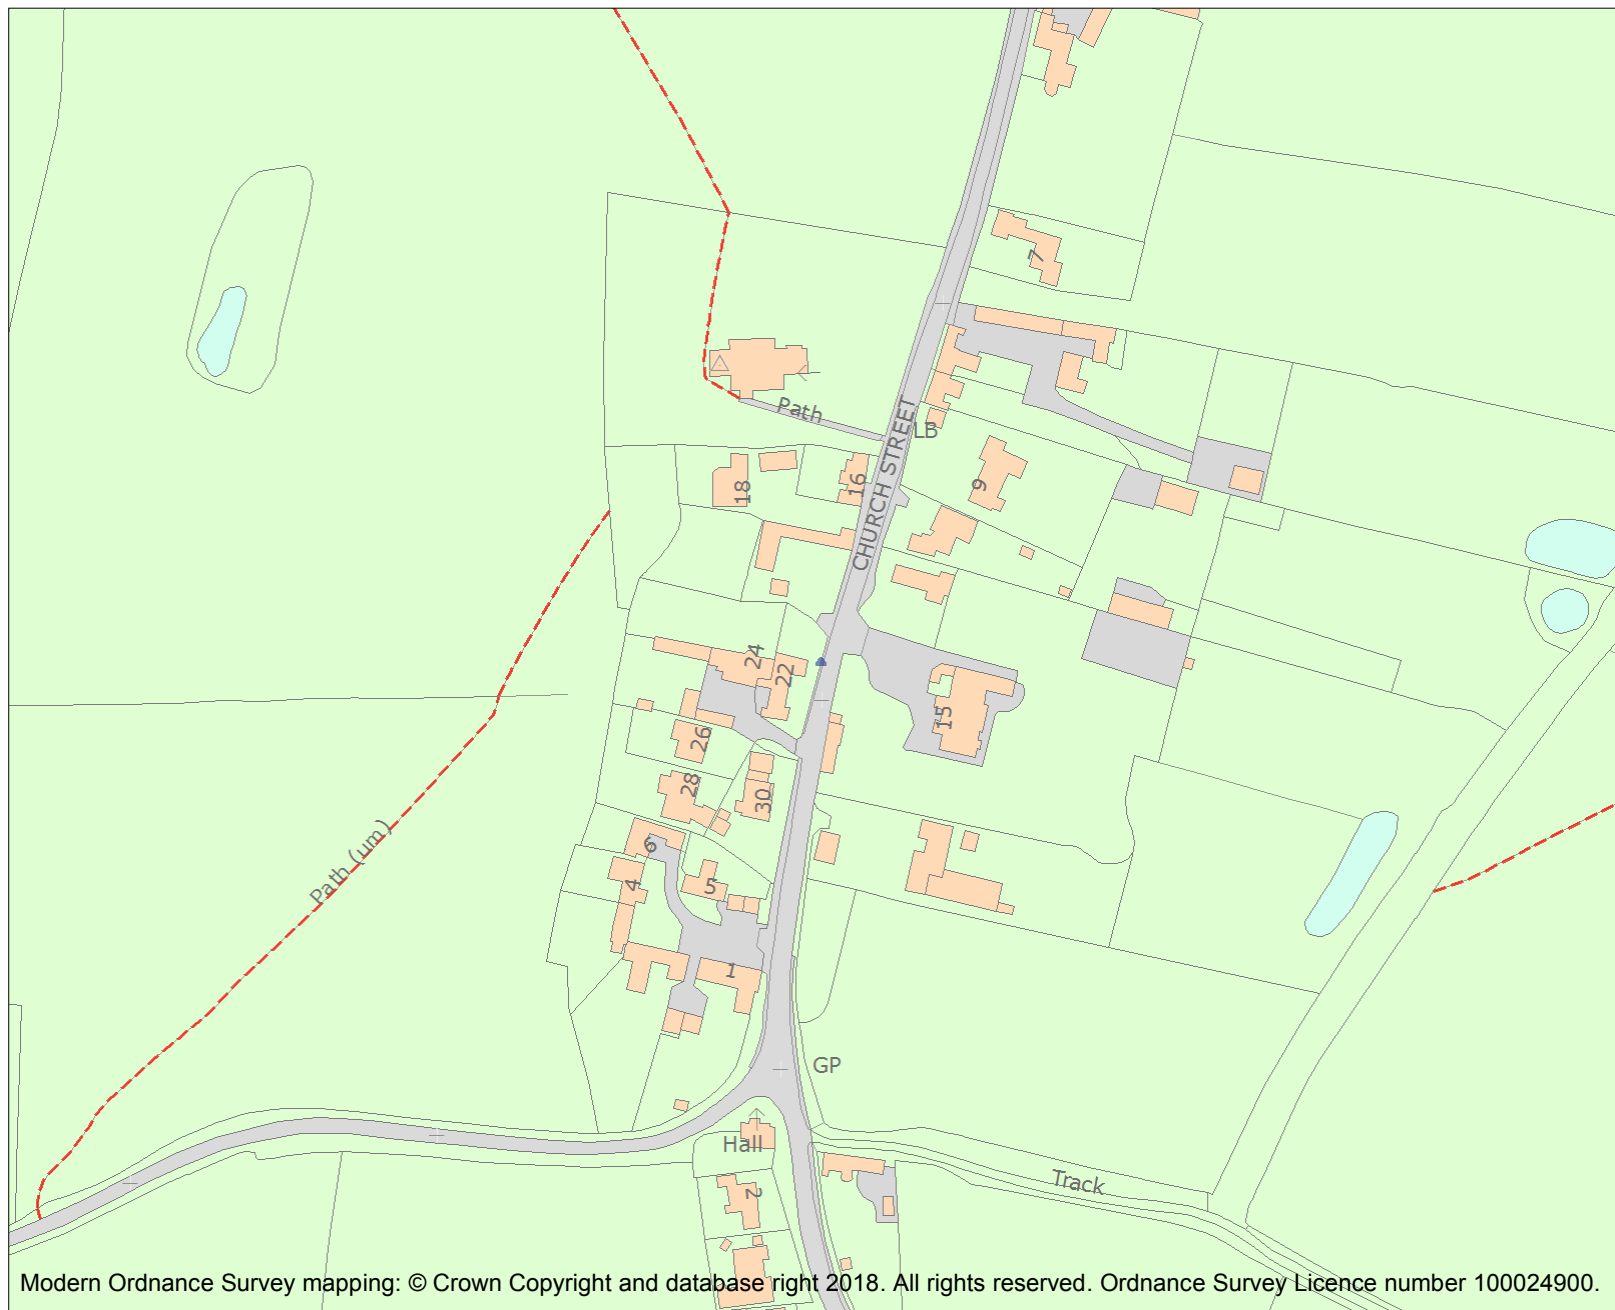 7
Path
CHURCH STREET
LB
9
16
18
24
22
15
26
28
30
Path (um)
6
4
5
1
GP
Hall
Track
2
Modern Ordnance Survey mapping: © Crown Copyright and database right 2018. All rights reserved. Ordnance Survey Licence number 100024900.